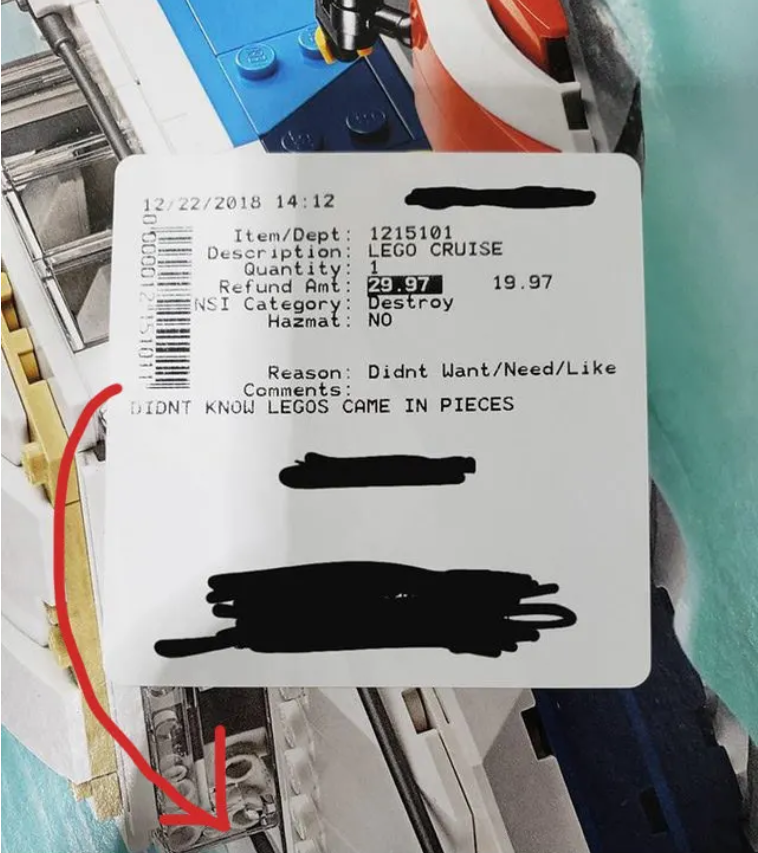 12/22/2018 14:12
Item/Dept: 1215101
Description: LEGO CRUISE
Quantity: 1
Refund Amt: 29.97 19.97
NSI Category: Destroy
Hazmat: NO
Reason: Didnt Want/Need/Like
Comments:
DIDNT KNOW LEGOS CAME IN PIECES